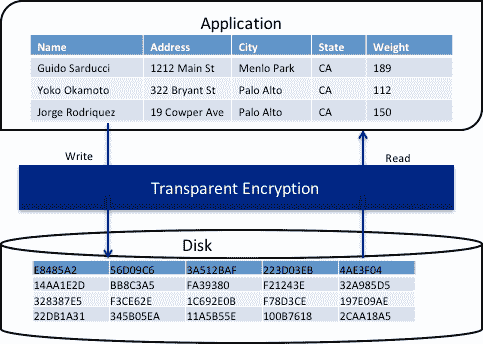 Application
Name Address City State Weight
Guido Sarducci 1212 Main St Menlo Park CA 189
Yoko Okamoto 322 Bryant St Palo Alto CA 112
Jorge Rodriquez 19 Cowper Ave Palo Alto CA 150
Write Read
Transparent Encryption
Disk
E8485A2 56D09C6 3A512BAF 223D03EB 4AE3F04
14AA1E2D BB8C3A5 FA39380 F21243E 32A985D5
328387E5 F3CE62E 1C692E0B F78D3CE 197E09AE
22DB1A31 345B05EA 11A5B55E 100B7618 2CAA18A5